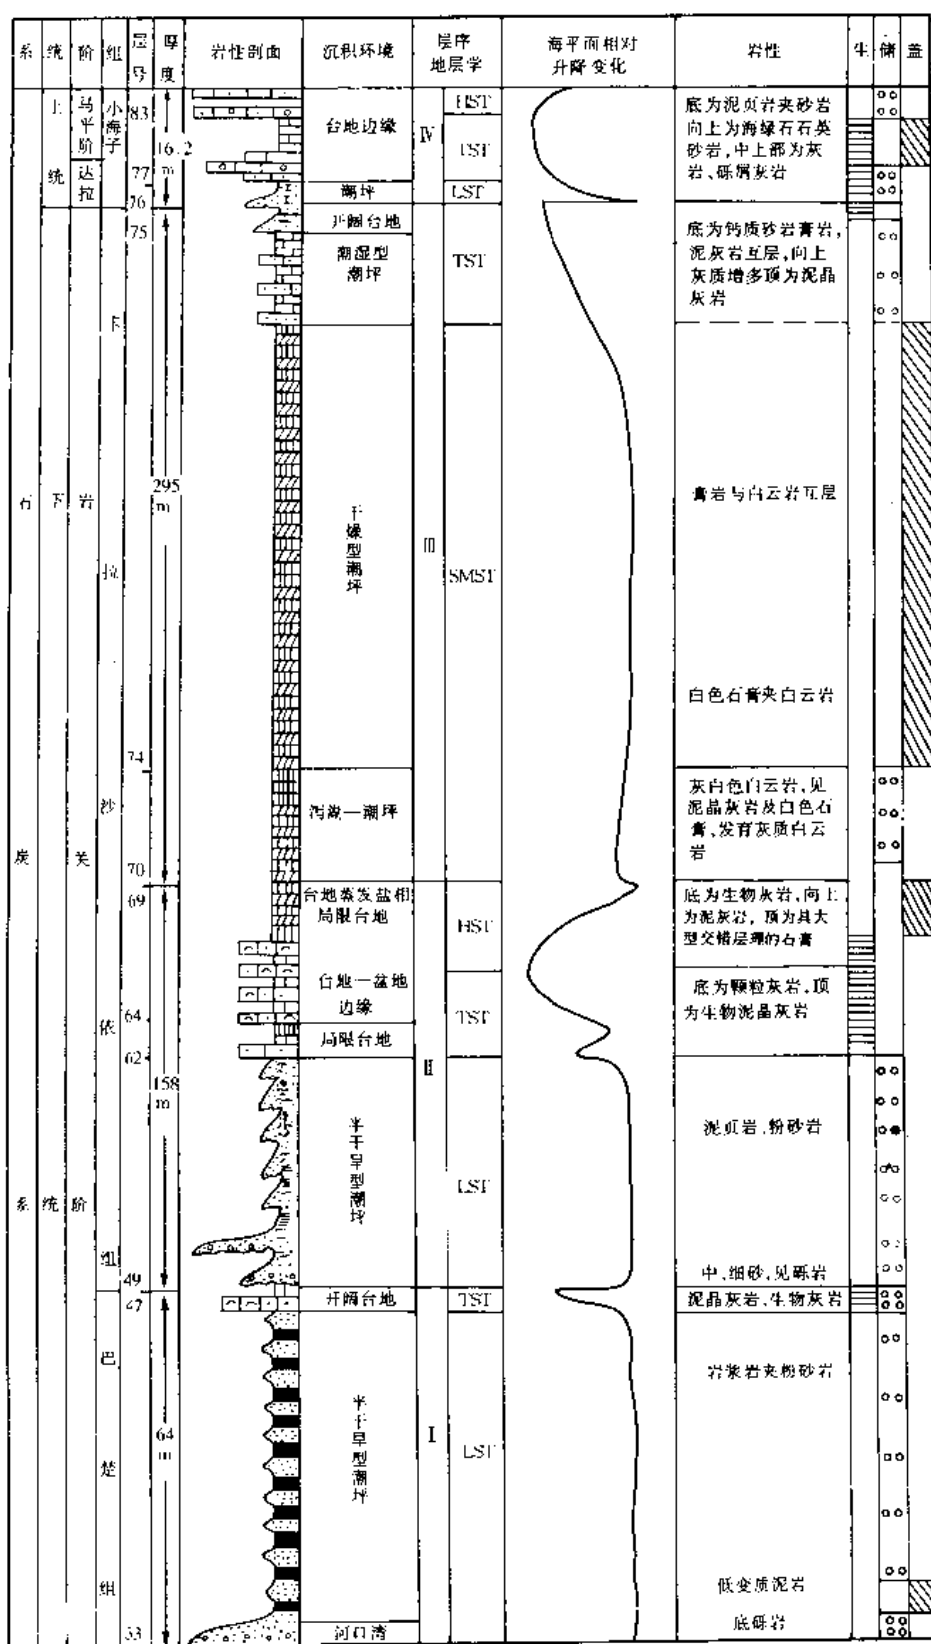 系 统 阶 组 层号 厚度 岩性剖面 沉积环境 层序地层学 海平面相对升降变化 岩性 生 储 盖
上统
马平阶
达拉
小海子
83
77
76
16.2
m
台地边缘
潮坪
Ⅳ
HST
TST
LST
底为泥页岩夹砂岩
向上为海绿石石英
砂岩,中上部为灰
岩、砾屑灰岩
75
开阔台地
潮湿型
潮坪
TST
底为钙质砂岩膏岩,
泥灰岩互层,向上
灰质增多顶为泥晶
灰岩
石炭系
下统
岩关阶
卡拉沙依组
295
m
干燥型潮坪
Ⅲ
SMST
膏岩与白云岩互层
白色石膏夹白云岩
74
泻湖—潮坪
灰白色白云岩,见
泥晶灰岩及白色石
膏,发育灰质白云
岩
70
69
台地蒸发盐相
局限台地
HST
底为生物灰岩,向上
为泥灰岩,顶为具大
型交错层理的石膏
台地—盆地
边缘
TST
底为颗粒灰岩,顶
为生物泥晶灰岩
64
局限台地
62
Ⅱ
158
m
半干旱型潮坪
LST
泥页岩、粉砂岩
中、细砂,见砾岩
49
47
开阔台地
TST
泥晶灰岩、生物灰岩
巴楚组
64
m
半干旱型潮坪
Ⅰ
LST
岩浆岩夹粉砂岩
低变质泥岩
底砾岩
33
河口湾